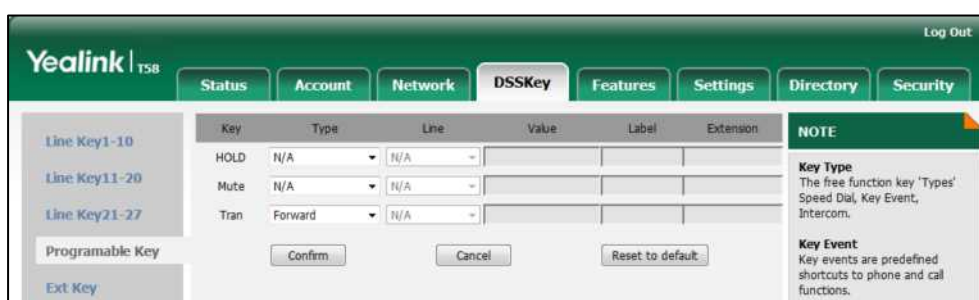 Log Out
Yealink | T58
Status Account Network DSSKey Features Settings Directory Security
Line Key1-10
Line Key11-20
Line Key21-27
Programable Key
Ext Key
Key Type Line Value Label Extension
HOLD N/A N/A
Mute N/A N/A
Tran Forward N/A
Confirm Cancel Reset to default
NOTE
Key Type
The free function key 'Types'
Speed Dial, Key Event,
Intercom.
Key Event
Key events are predefined
shortcuts to phone and call
functions.